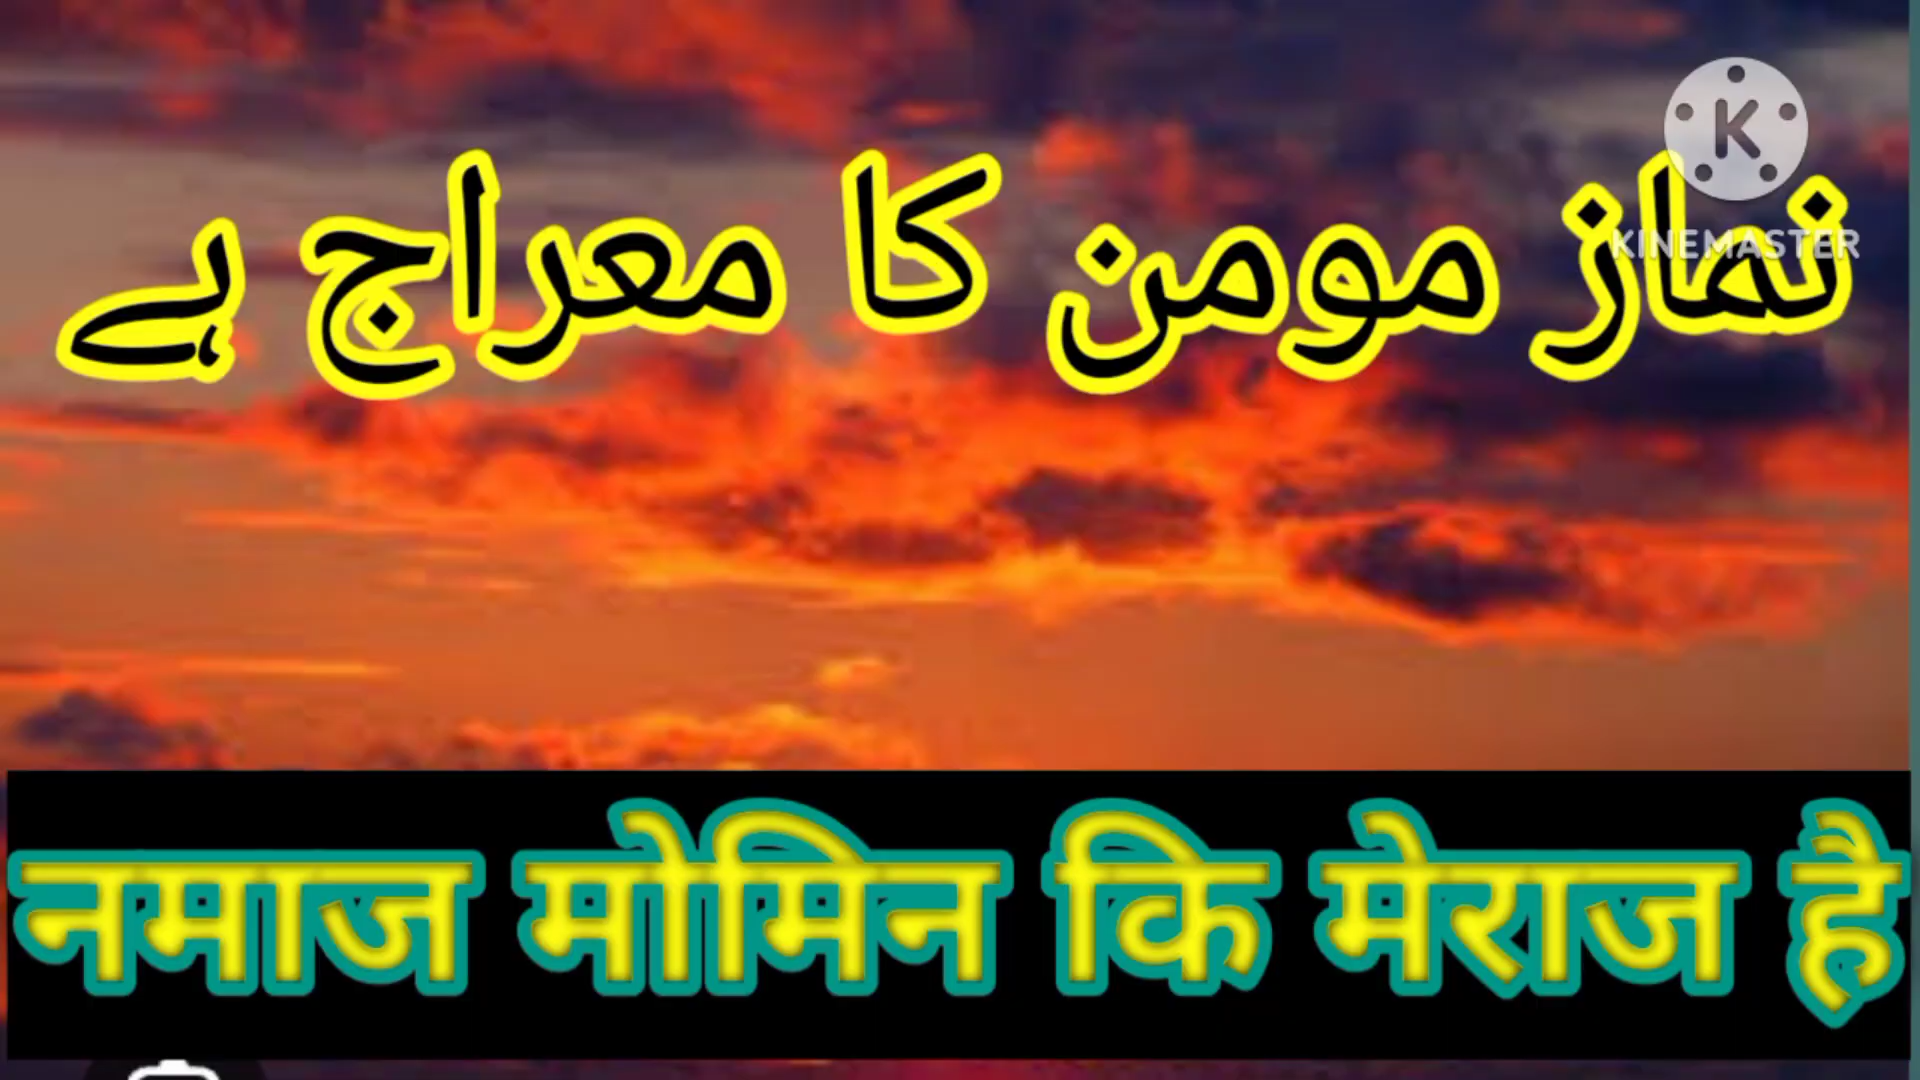 نماز مومن کا معراج ہے
KINEMASTER
नमाज मोमिन कि मेराज है